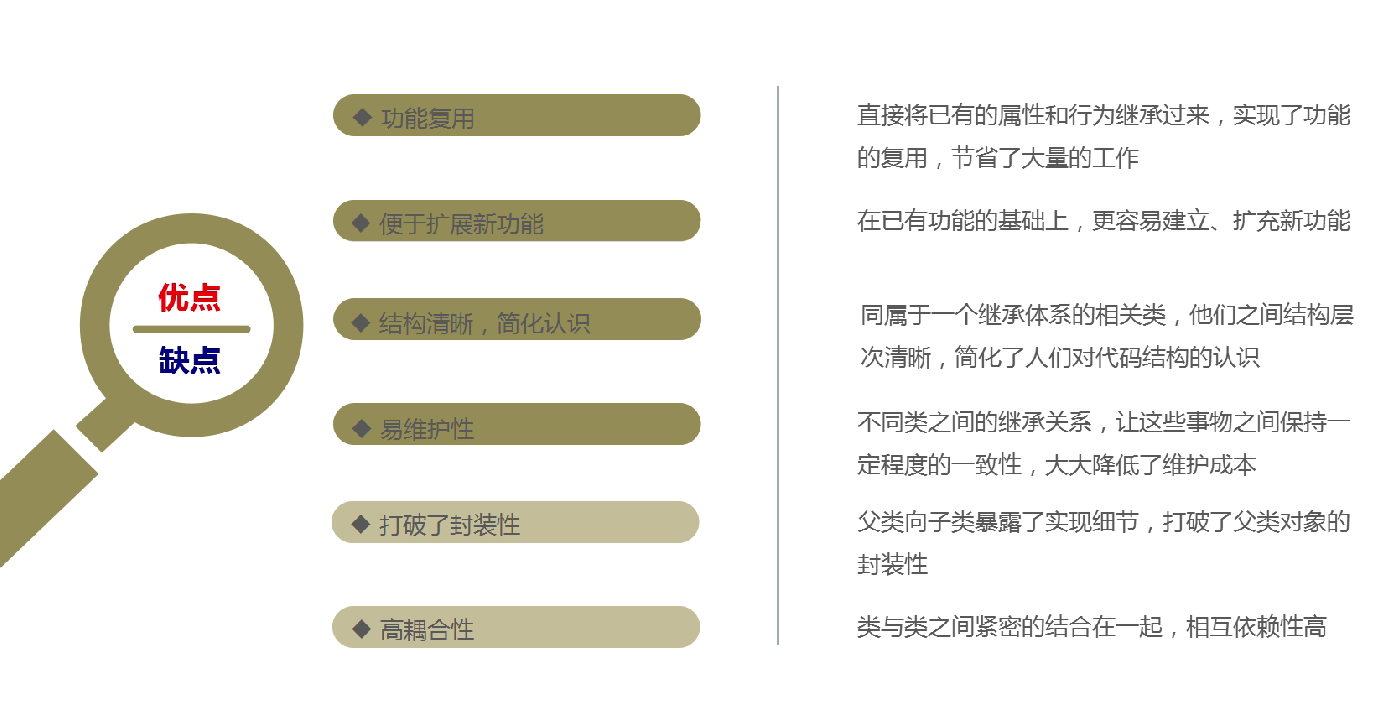 优点
缺点
◆ 功能复用
直接将已有的属性和行为继承过来，实现了功能
的复用，节省了大量的工作
◆ 便于扩展新功能
在已有功能的基础上，更容易建立、扩充新功能
◆ 结构清晰，简化认识
同属于一个继承体系的相关类，他们之间结构层
次清晰，简化了人们对代码结构的认识
◆ 易维护性
不同类之间的继承关系，让这些事物之间保持一
定程度的一致性，大大降低了维护成本
◆ 打破了封装性
父类向子类暴露了实现细节，打破了父类对象的
封装性
◆ 高耦合性
类与类之间紧密的结合在一起，相互依赖性高